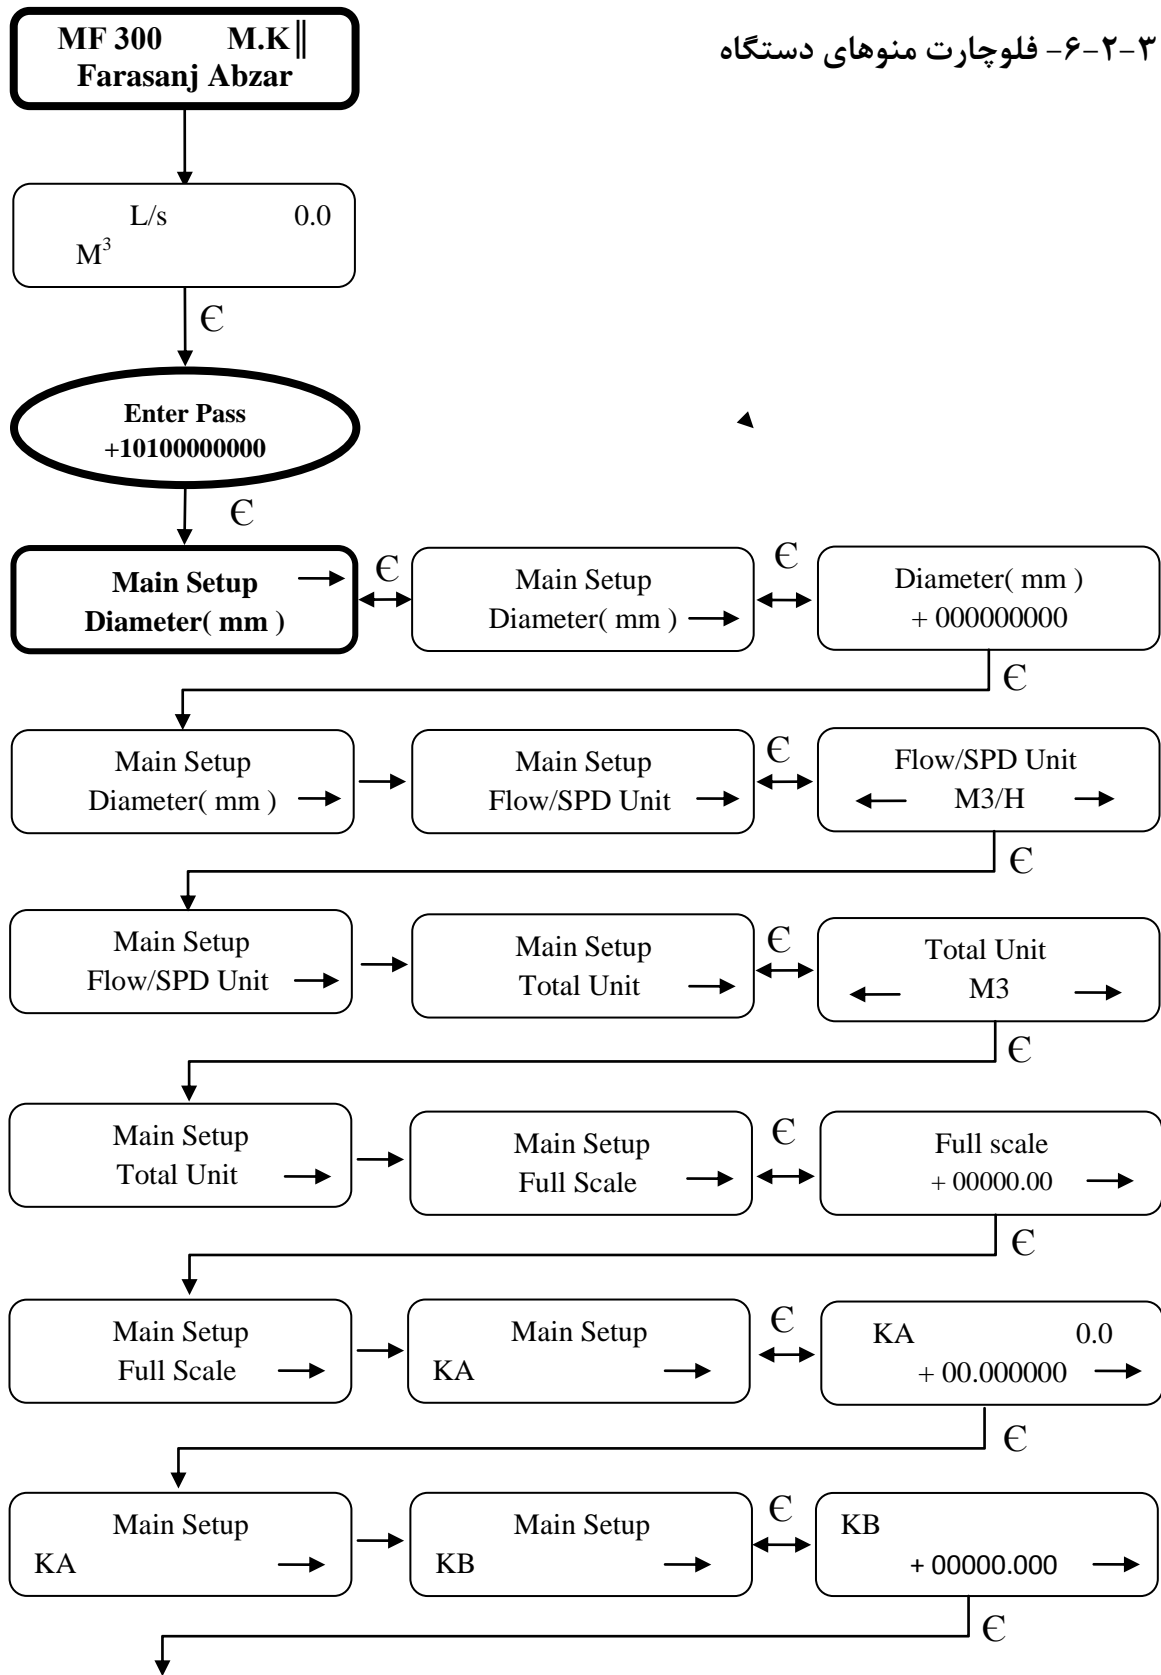 ۳-۲-۶- فلوچارت منوهای دستگاه
MF 300 M.K║
Farasanj Abzar
L/s 0.0
M³
Є
Enter Pass
+10100000000
Є
Main Setup →
Diameter( mm )
Є
Main Setup
Diameter( mm ) →
Є
Diameter( mm )
+ 000000000
Є
Main Setup
Diameter( mm ) →
Main Setup
Flow/SPD Unit →
Є
Flow/SPD Unit
← M3/H →
Є
Main Setup
Flow/SPD Unit →
Main Setup
Total Unit →
Є
Total Unit
← M3 →
Є
Main Setup
Total Unit →
Main Setup
Full Scale →
Є
Full scale
+ 00000.00 →
Є
Main Setup
Full Scale →
Main Setup
KA →
Є
KA 0.0
+ 00.000000 →
Є
Main Setup
KA →
Main Setup
KB →
Є
KB
+ 00000.000 →
Є